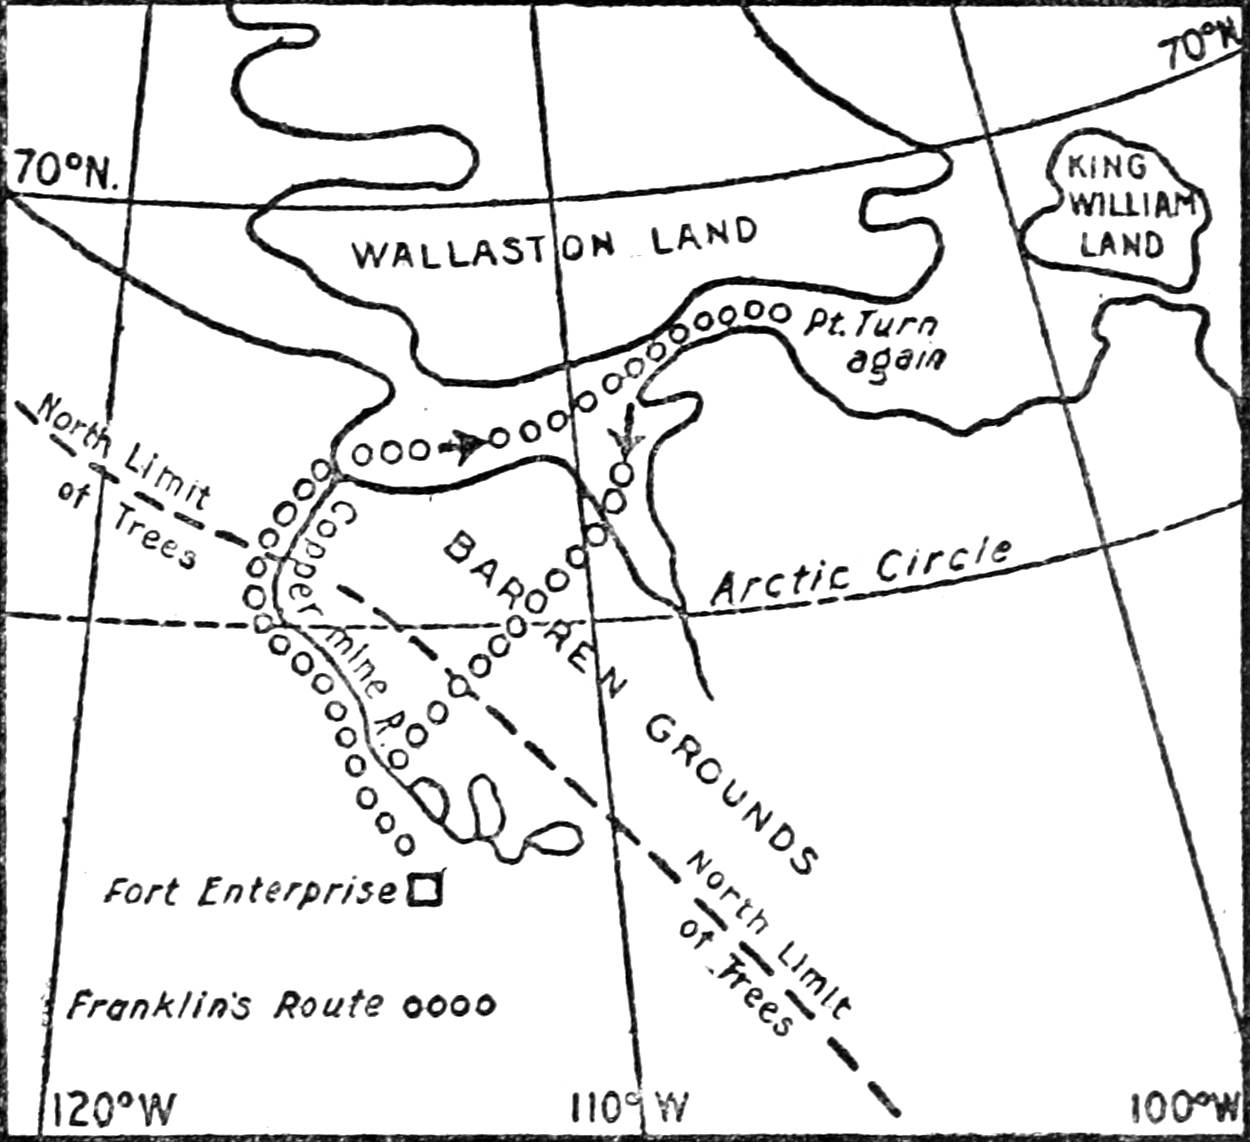 70°N
70°N.
KING
WILLIAM
LAND
WALLASTON LAND
Pt. Turn
again
North Limit
of Trees
Coppermine R.
BARREN GROUNDS
Arctic Circle
Fort Enterprise
North Limit
of Trees
Franklin's Route
120°W
110°W
100°W